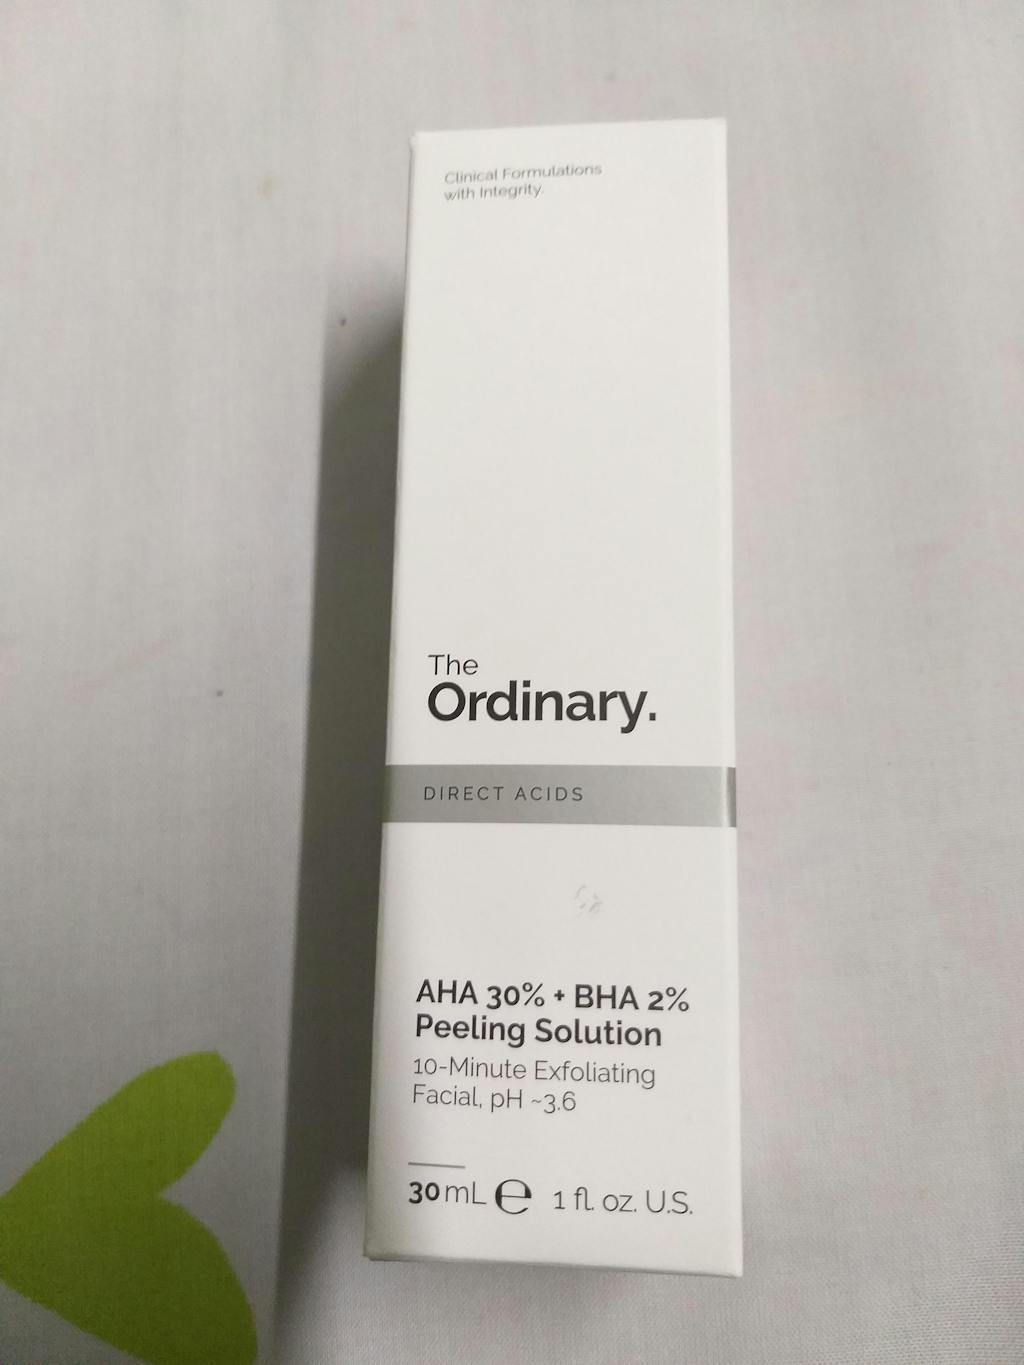 Clinical Formulations
with Integrity.
The
Ordinary.
DIRECT ACIDS
AHA 30% + BHA 2%
Peeling Solution
10-Minute Exfoliating
Facial, pH ~3.6
30 mL ℮ 1 fl. oz. U.S.